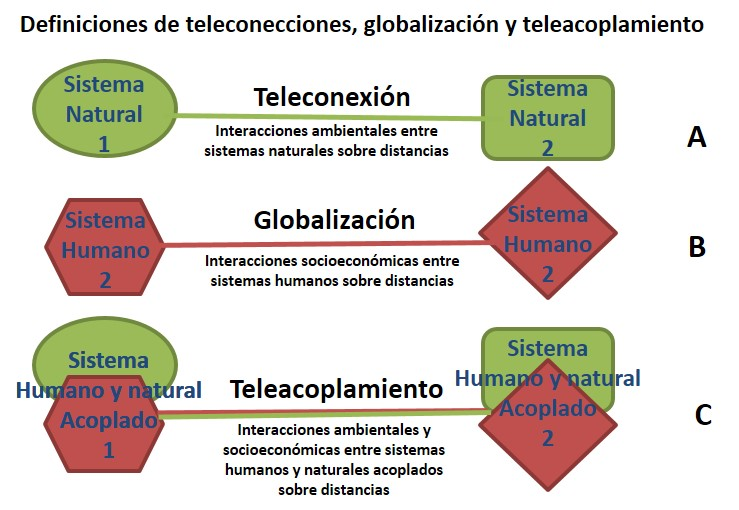 Definiciones de teleconecciones, globalización y teleacoplamiento
Sistema
Natural
1
Teleconexión
Interacciones ambientales entre
sistemas naturales sobre distancias
Sistema
Natural
2
A
Sistema
Humano
2
Globalización
Interacciones socioeconómicas entre
sistemas humanos sobre distancias
Sistema
Humano
2
B
Sistema
Humano y natural
Acoplado
1
Teleacoplamiento
Interacciones ambientales y
socioeconómicas entre sistemas
humanos y naturales acoplados
sobre distancias
Sistema
Humano y natural
Acoplado
2
C